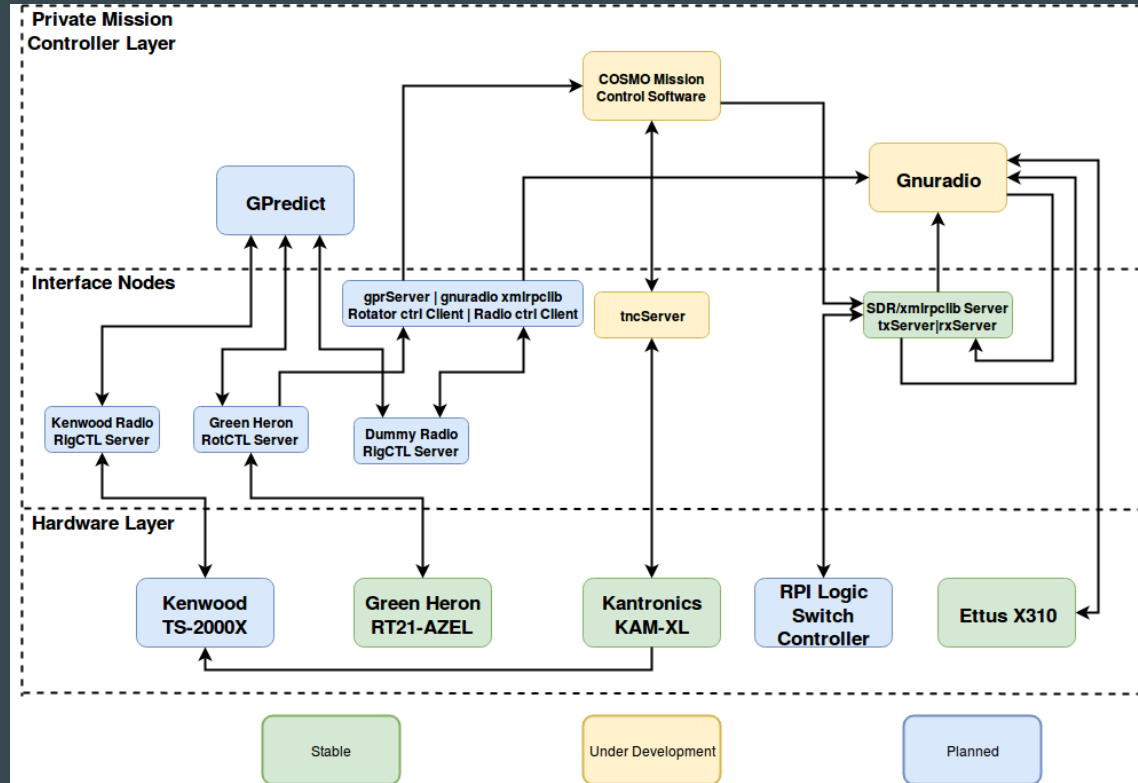 Private Mission
Controller Layer
COSMO Mission
Control Software
GPredict
Gnuradio
Interface Nodes
gprServer | gnuradio xmlrpclib
Rotator ctrl Client | Radio ctrl Client
tncServer
SDR/xmlrpclib Server
txServer|rxServer
Kenwood Radio
RigCTL Server
Green Heron
RotCTL Server
Dummy Radio
RigCTL Server
Hardware Layer
Kenwood
TS-2000X
Green Heron
RT21-AZEL
Kantronics
KAM-XL
RPI Logic
Switch
Controller
Ettus X310
Stable
Under Development
Planned